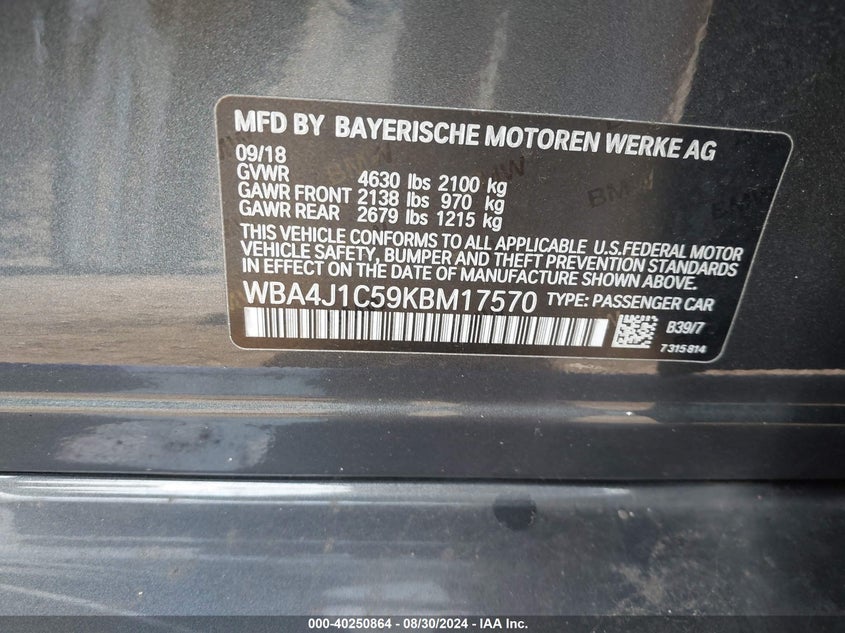 MFD BY BAYERISCHE MOTOREN WERKE AG
09/18
GVWR 4630 lbs 2100 kg
GAWR FRONT 2138 lbs 970 kg
GAWR REAR 2679 lbs 1215 kg
THIS VEHICLE CONFORMS TO ALL APPLICABLE U.S.FEDERAL MOTOR
VEHICLE SAFETY, BUMPER AND THEFT PREVENTION STANDARDS
IN EFFECT ON THE DATE OF MANUFACTURE SHOWN ABOVE.
WBA4J1C59KBM17570 TYPE: PASSENGER CAR
B39/7
7315814
000-40250864 - 08/30/2024 - IAA Inc.